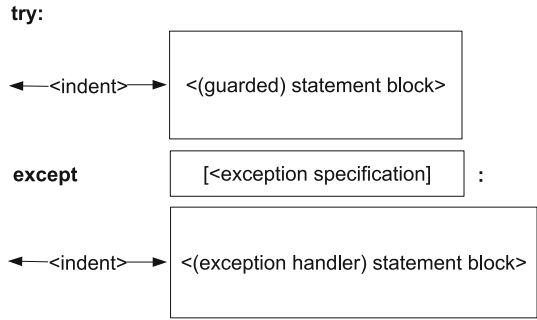 try:
<indent> <(guarded) statement block>
except [<exception specification] :
<indent> <(exception handler) statement block>